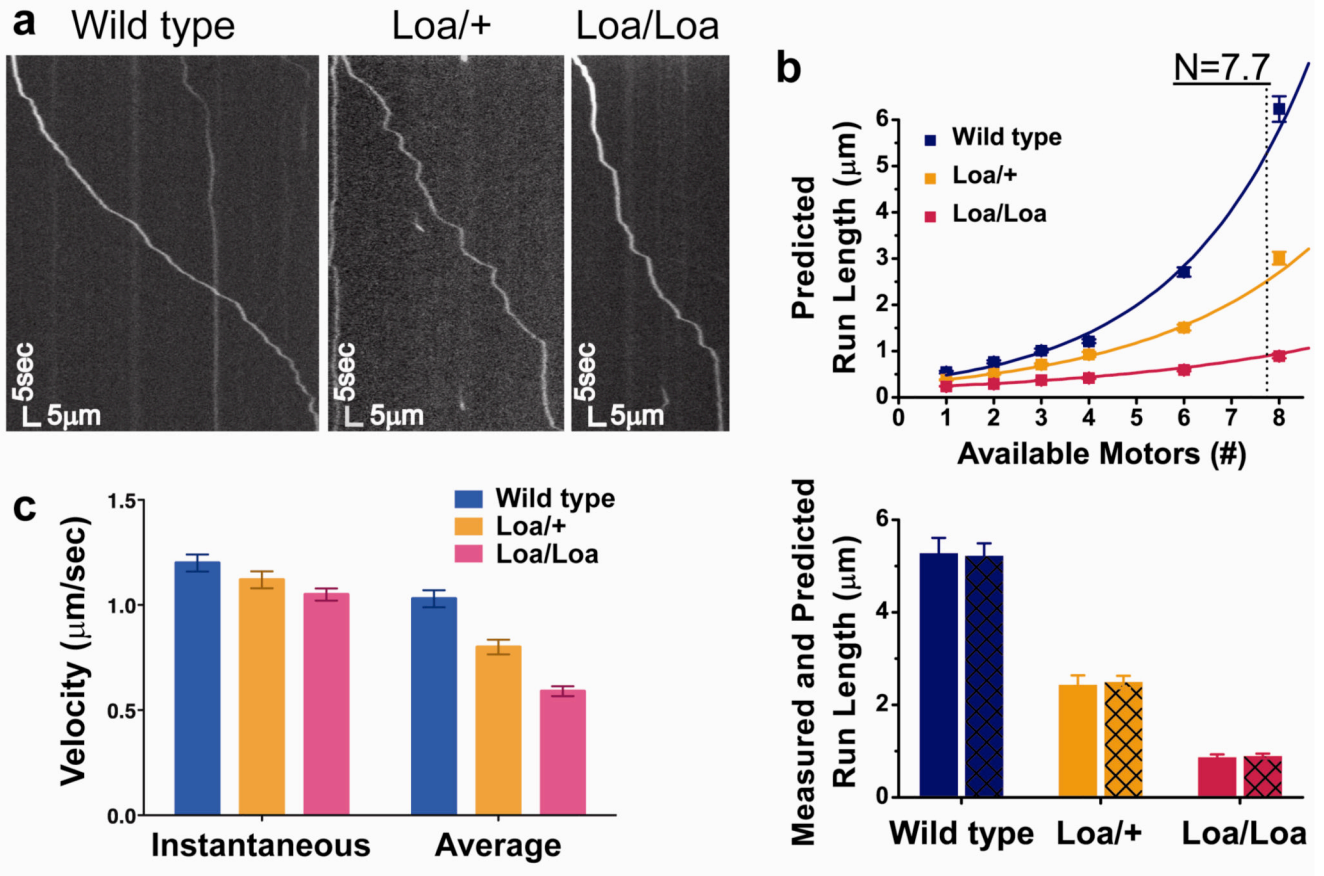 a
Wild type
Loa/+
Loa/Loa
5sec
5μm
5sec
5μm
5sec
5μm
b
N=7.7
Predicted
Run Length (μm)
6
5
4
3
2
1
0
Wild type
Loa/+
Loa/Loa
0 1 2 3 4 5 6 7 8
Available Motors (#)
c
Velocity (μm/sec)
1.5
1.0
0.5
0.0
Wild type
Loa/+
Loa/Loa
Instantaneous
Average
Measured and Predicted
Run Length (μm)
6
4
2
0
Wild type
Loa/+
Loa/Loa